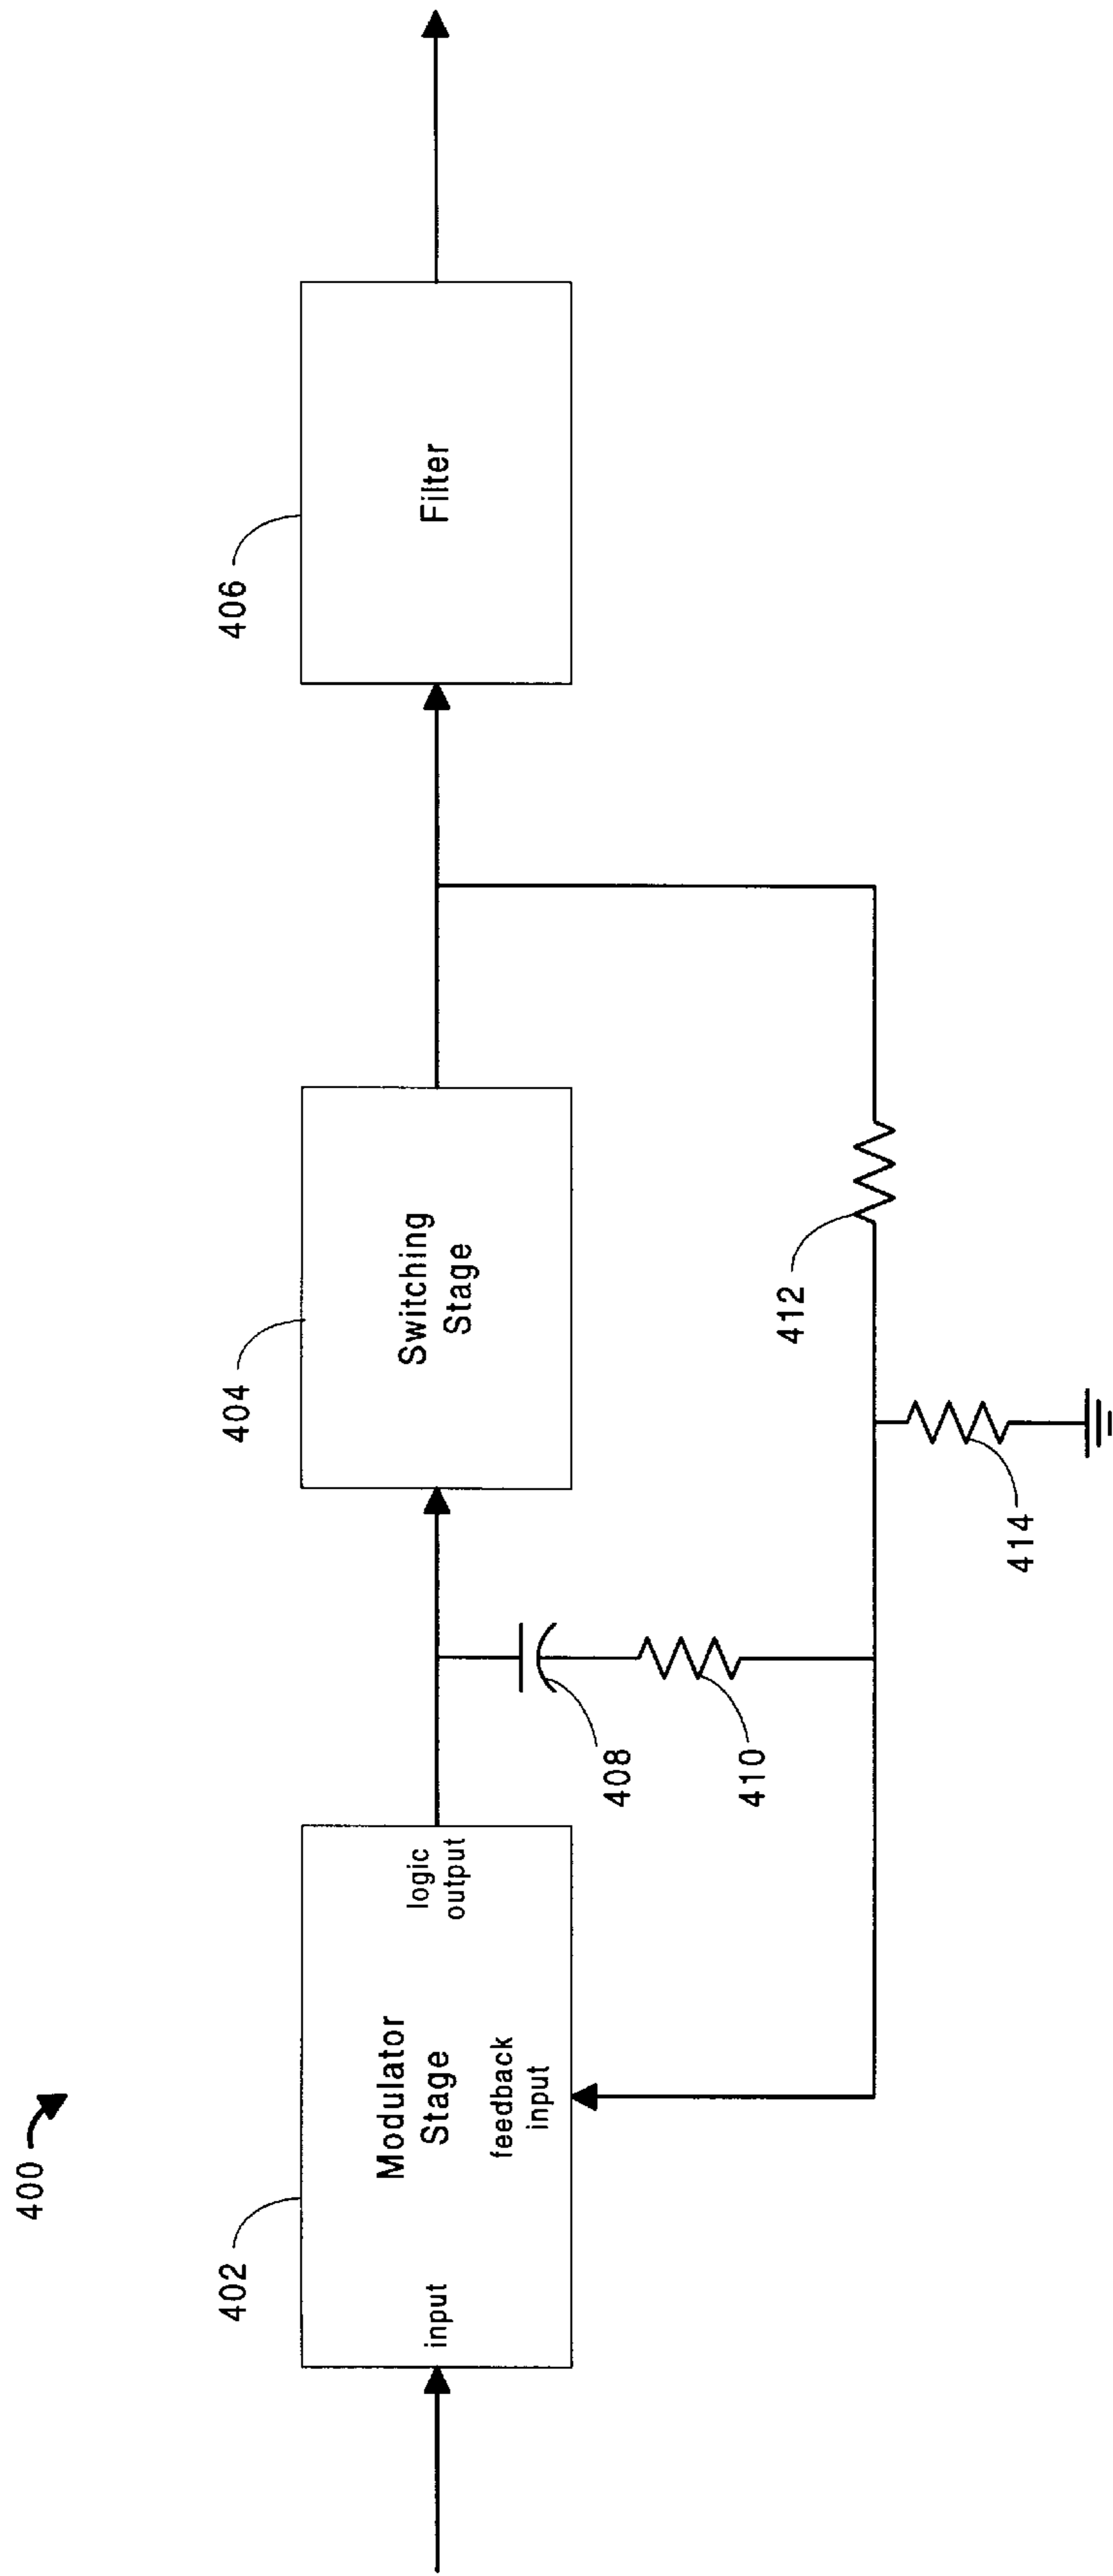 400
402
input
Modulator
Stage
feedback
input
logic
output
408
410
404
Switching
Stage
412
414
406
Filter